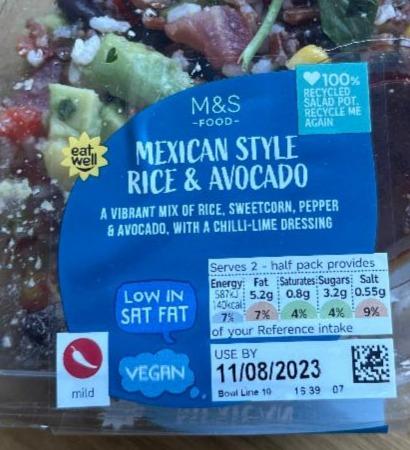 100%
RECYCLED
SALAD POT.
RECYCLE ME
AGAIN
M&S
-FOOD-
eat
well
MEXICAN STYLE
RICE & AVOCADO
A VIBRANT MIX OF RICE, SWEETCORN, PEPPER
& AVOCADO, WITH A CHILLI-LIME DRESSING
Serves 2 - half pack provides
Energy Fat Saturates Sugars Salt
587kJ 5.2g 0.8g 3.2g 0.55g
140kcal
7% 7% 4% 4% 9%
of your Reference intake
LOW IN
SAT FAT
VEGAN
mild
USE BY
11/08/2023
Bowl Line 10 16 39 07